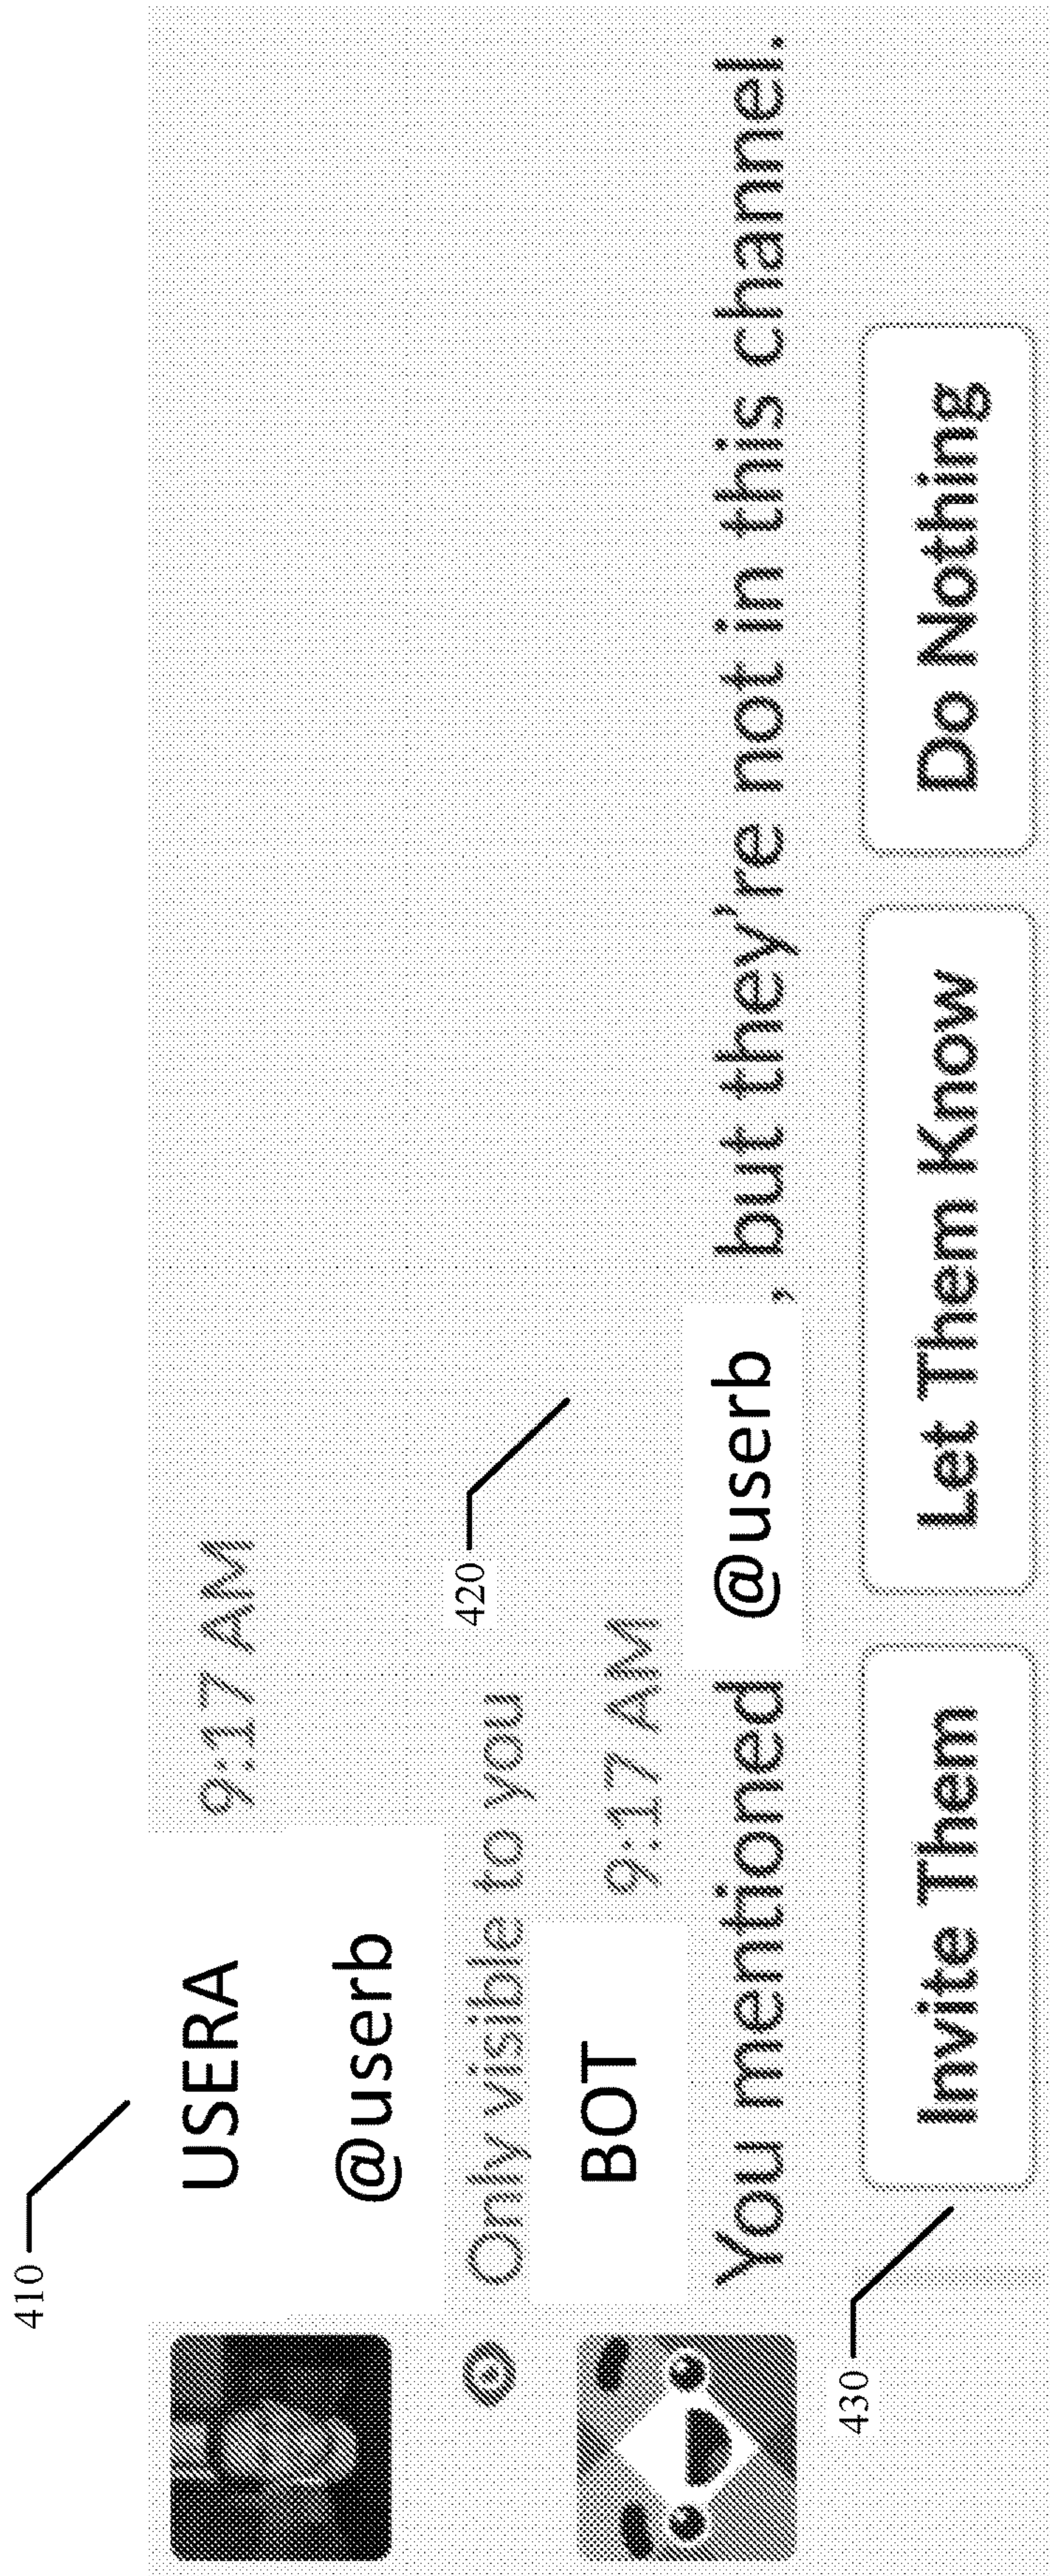 410
USERA 9:17 AM
@userb
420
Only visible to you
BOT 9:17 AM
You mentioned @userb, but they're not in this channel.
430
Invite Them
Let Them Know
Do Nothing